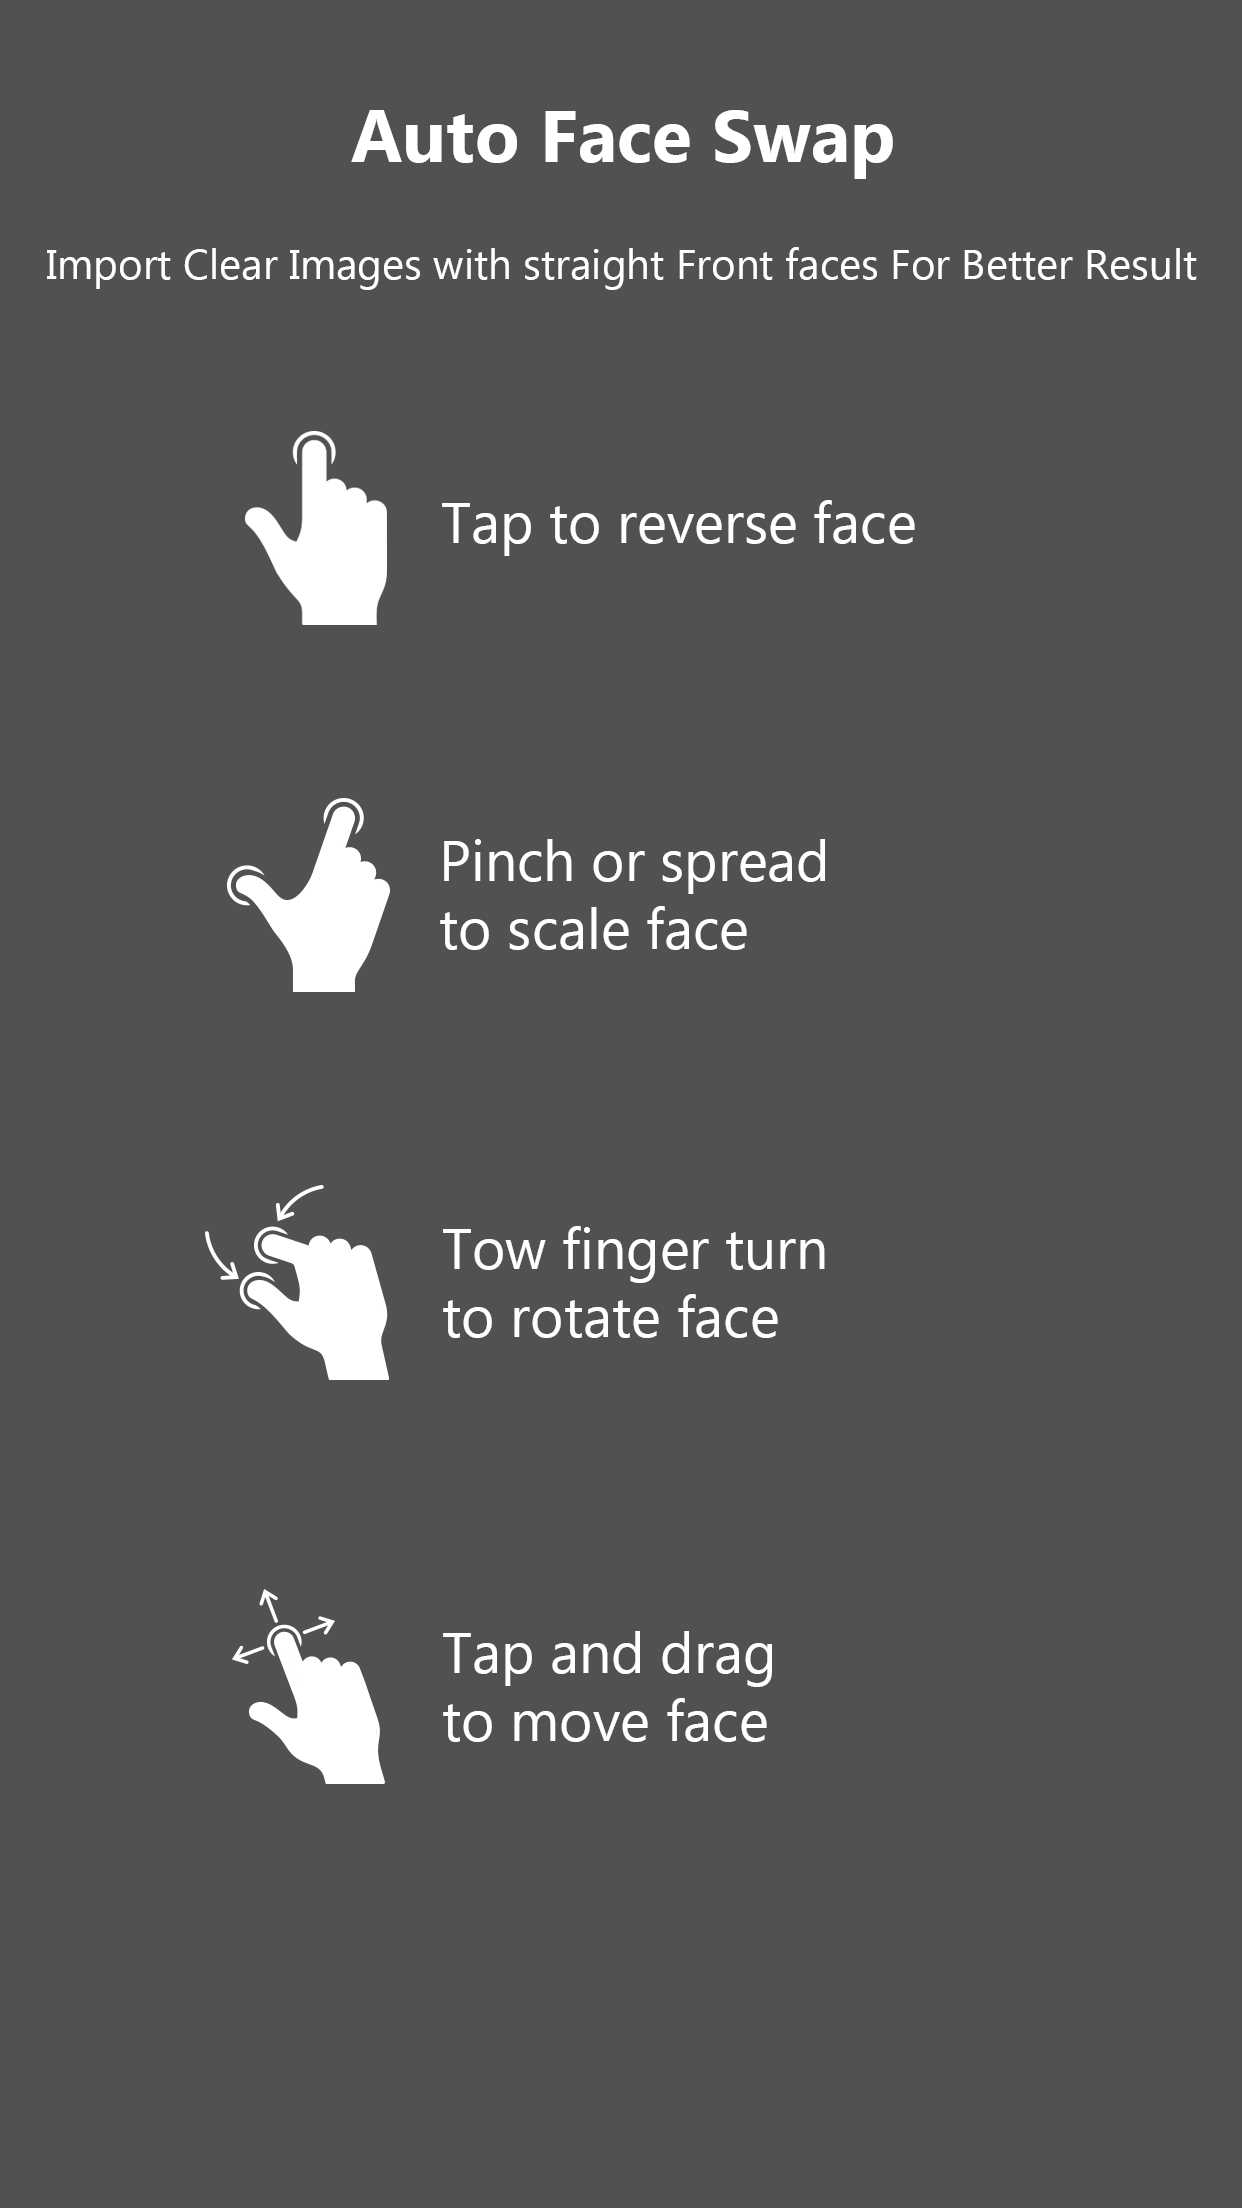 Auto Face Swap
Import Clear Images with straight Front faces For Better Result
Tap to reverse face
Pinch or spread
to scale face
Tow finger turn
to rotate face
Tap and drag
to move face